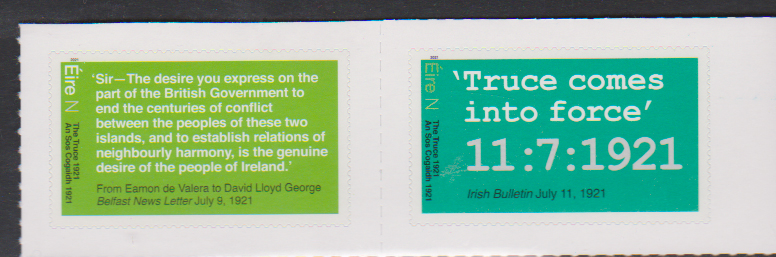 2021
Éire N
The Truce 1921
An Sos Cogaidh 1921
‘Sir—The desire you express on the
part of the British Government to
end the centuries of conflict
between the peoples of these two
islands, and to establish relations of
neighbourly harmony, is the genuine
desire of the people of Ireland.’
From Eamon de Valera to David Lloyd George
Belfast News Letter July 9, 1921
2021
Éire N
The Truce 1921
An Sos Cogaidh 1921
‘Truce comes
into force’
11:7:1921
Irish Bulletin July 11, 1921